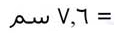 = ٧,٦ سم